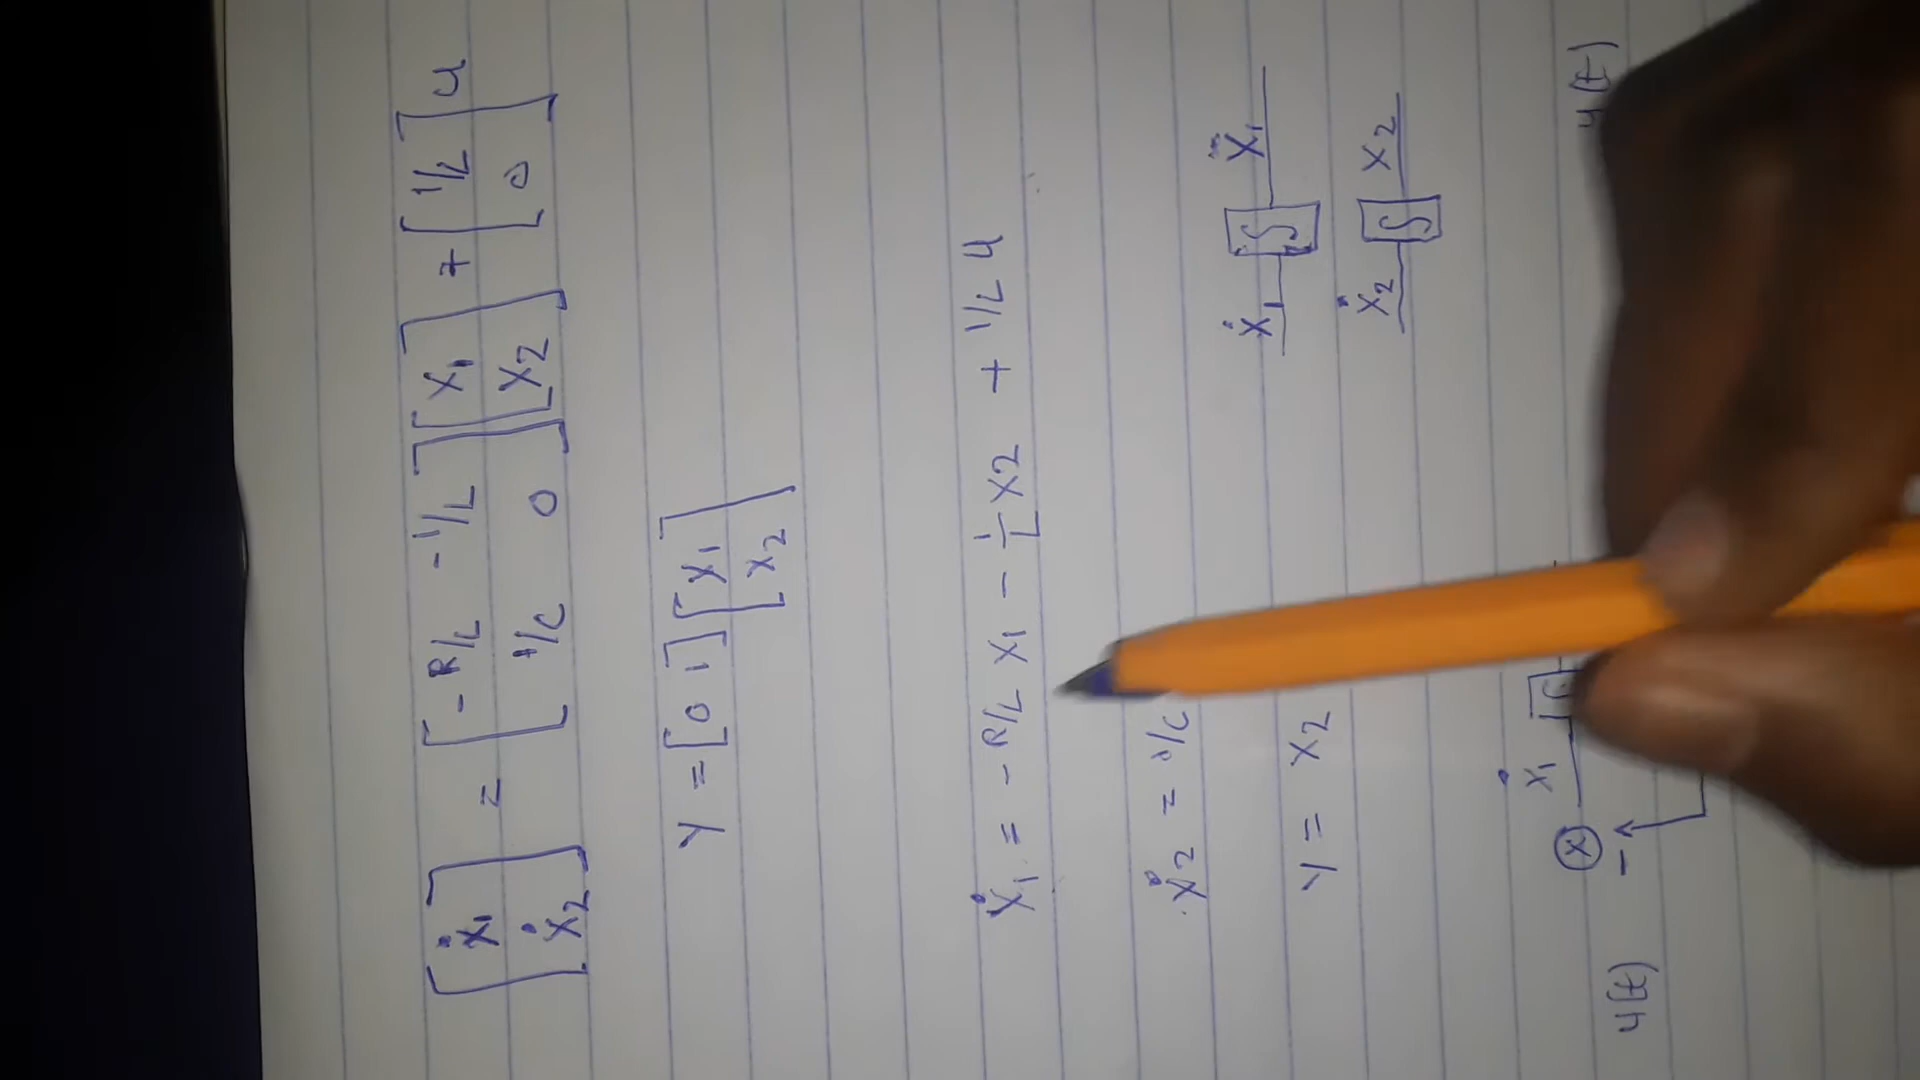 [ẋ1 ẋ2] = [-R/L -1/L 1/C 0] [x1 x2] + [1/L 0] u
y = [0 1] [x1 x2]
ẋ1 = -R/L x1 - 1/L x2 + 1/L u
ẋ2 = 1/C
ẋ1 ∫ ẋ1
y = x2
ẋ2 ∫ x2
ẋ1 ∫
u(t) x - y(t)